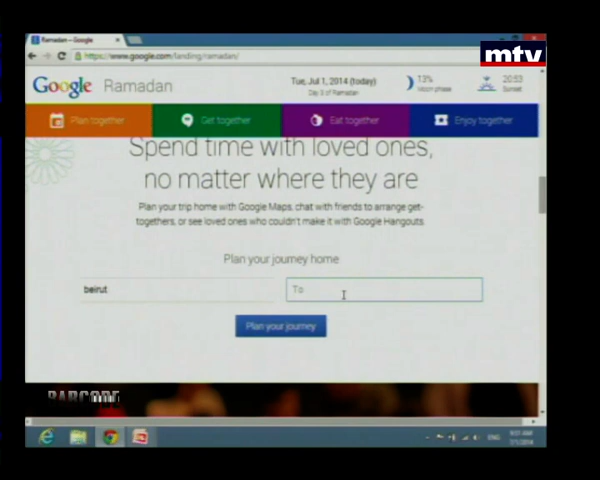 Ramadan – Google
mtv
https://www.google.com/landing/ramadan/
Google Ramadan
Tue, Jul 1, 2014 (today)
Day 3 of Ramadan
13%
Moon phase
20:53
Sunset
Plan together
Get together
Eat together
Enjoy together
Spend time with loved ones,
no matter where they are
Plan your trip home with Google Maps, chat with friends to arrange get-
togethers, or see loved ones who couldn't make it with Google Hangouts.
Plan your journey home
beirut
To
Plan your journey
BARCODE
ENG
7/1/2014